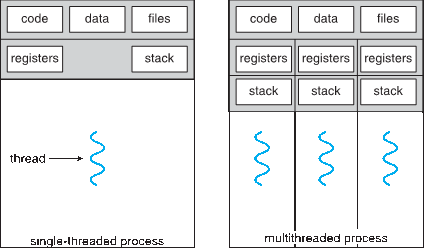 code data files
registers stack
thread
single-threaded process
code data files
registers registers registers
stack stack stack
multithreaded process